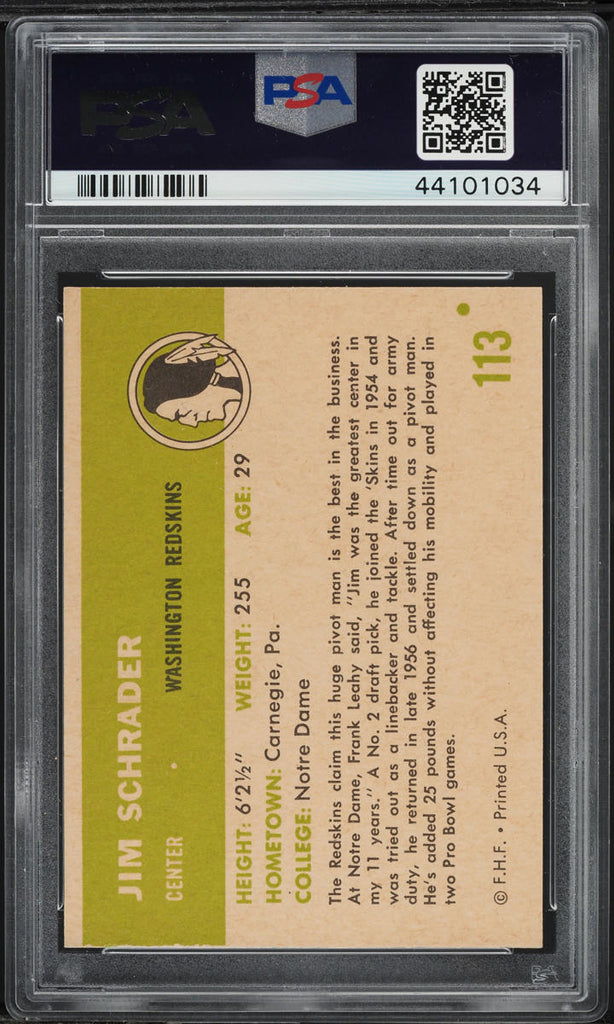 PSA
PSA
44101034
JIM SCHRADER
CENTER • WASHINGTON REDSKINS
HEIGHT: 6'2½" WEIGHT: 255 AGE: 29
HOMETOWN: Carnegie, Pa.
COLLEGE: Notre Dame
The Redskins claim this huge pivot man is the best in the business.
At Notre Dame, Frank Leahy said, "Jim was the greatest center in
my 11 years." A No. 2 draft pick, he joined the 'Skins in 1954 and
was tried out as a linebacker and tackle. After time out for army
duty, he returned in late 1956 and settled down as a pivot man.
He's added 25 pounds without affecting his mobility and played in
two Pro Bowl games.
© F.H.F. • Printed U.S.A.
113